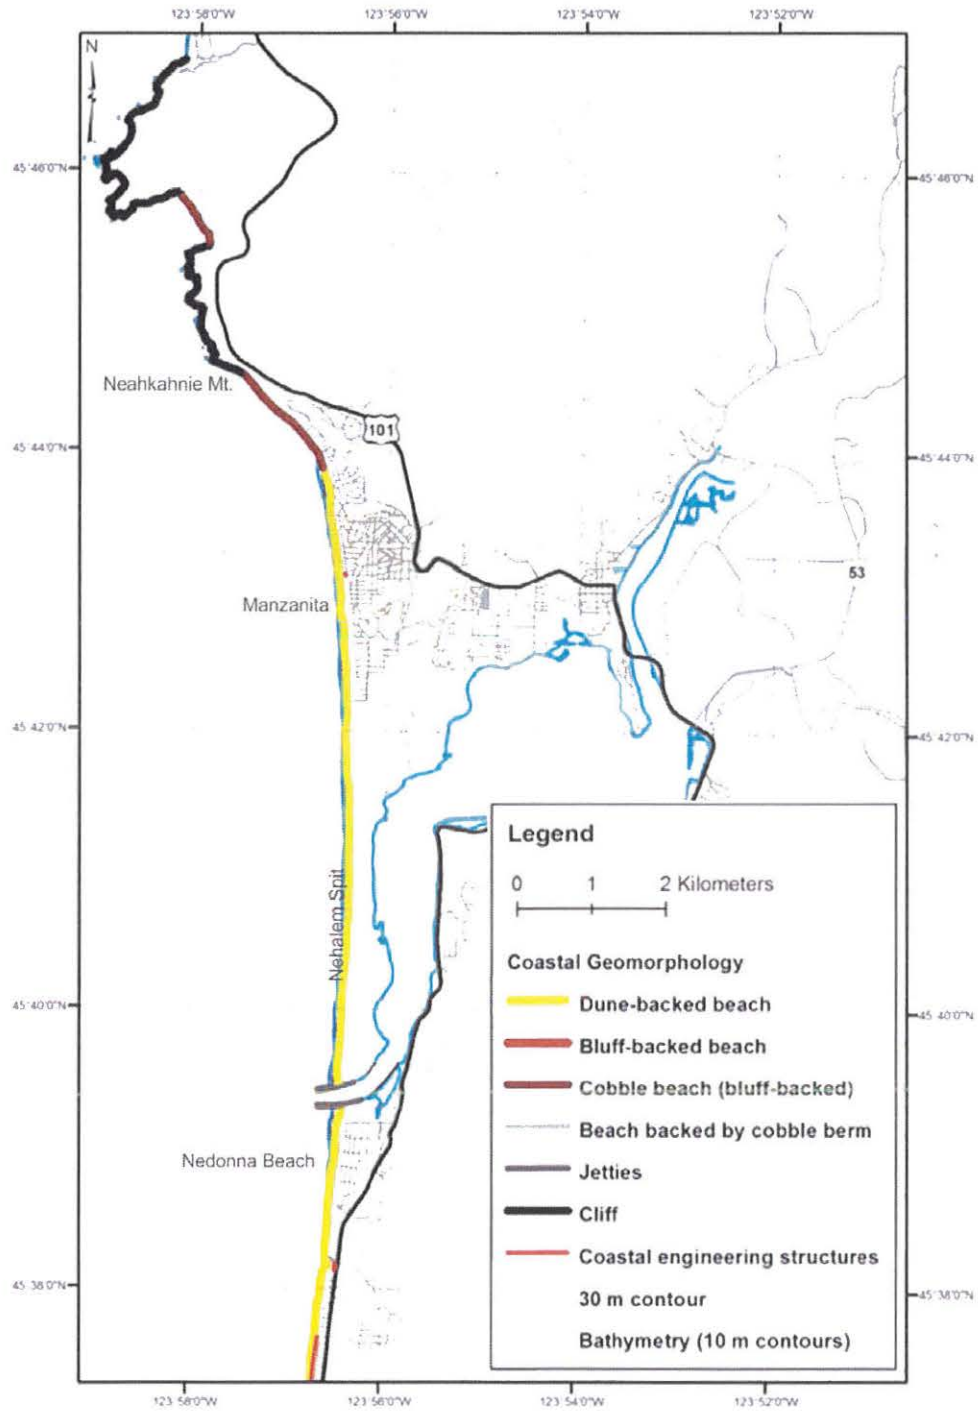 123°58'0"W 123°56'0"W 123°54'0"W 123°52'0"W
N
45°46'0"N 45°46'0"N
Neahkahnie Mt.
101
45°44'0"N 45°44'0"N
53
Manzanita
45°42'0"N 45°42'0"N
Legend
0 1 2 Kilometers
Nehalem Spit
Coastal Geomorphology
Dune-backed beach
45°40'0"N 45°40'0"N
Bluff-backed beach
Cobble beach (bluff-backed)
Beach backed by cobble berm
Nedonna Beach
Jetties
Cliff
Coastal engineering structures
45°38'0"N 45°38'0"N
30 m contour
Bathymetry (10 m contours)
123°58'0"W 123°56'0"W 123°54'0"W 123°52'0"W